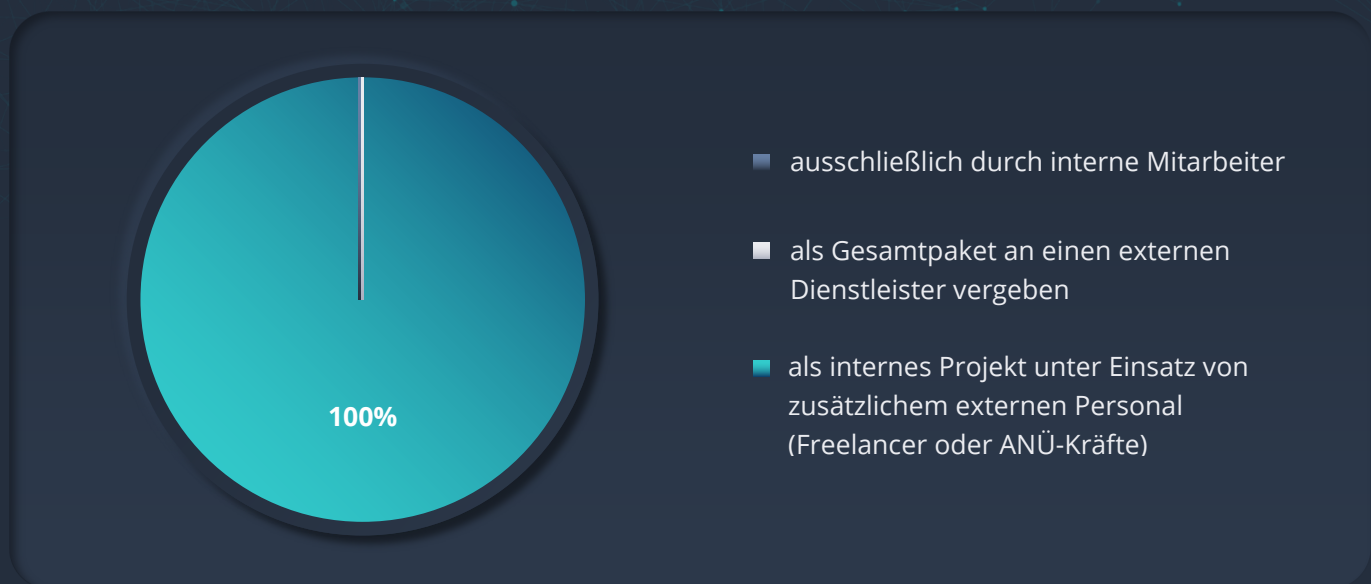 100%
ausschließlich durch interne Mitarbeiter
als Gesamtpaket an einen externen
Dienstleister vergeben
als internes Projekt unter Einsatz von
zusätzlichem externen Personal
(Freelancer oder ANÜ-Kräfte)